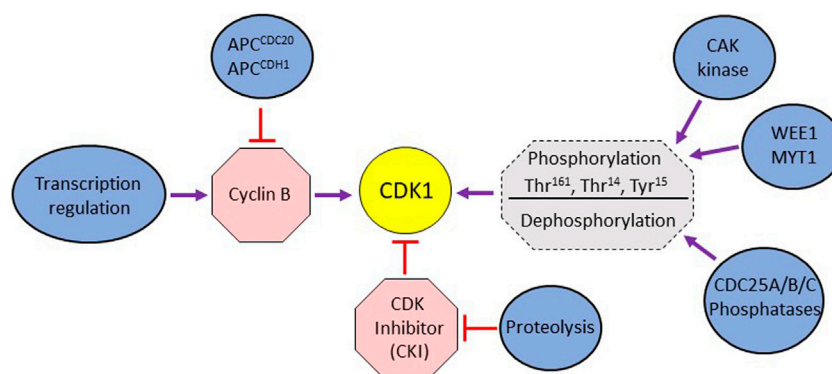 APC^CDC20
APC^CDH1
CAK
kinase
WEE1
MYT1
Transcription
regulation
Cyclin B
CDK1
Phosphorylation
Thr^161, Thr^14, Tyr^15
Dephosphorylation
CDC25A/B/C
Phosphatases
CDK
Inhibitor
(CKI)
Proteolysis